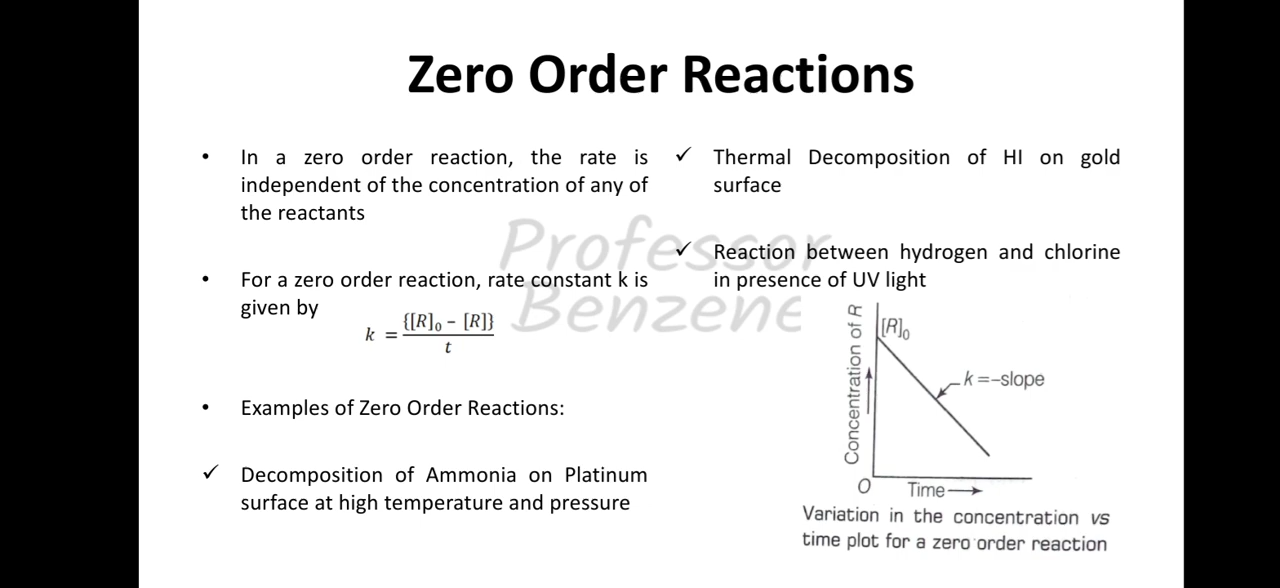 Zero Order Reactions
• In a zero order reaction, the rate is
independent of the concentration of any of
the reactants
• For a zero order reaction, rate constant k is
given by
k = {[R]₀ − [R]} / t
• Examples of Zero Order Reactions:
✓ Decomposition of Ammonia on Platinum
surface at high temperature and pressure
✓ Thermal Decomposition of HI on gold
surface
✓ Reaction between hydrogen and chlorine
in presence of UV light
Professor
Benzene
Concentration of R
[R]₀
k=−slope
O
Time
Variation in the concentration vs
time plot for a zero order reaction